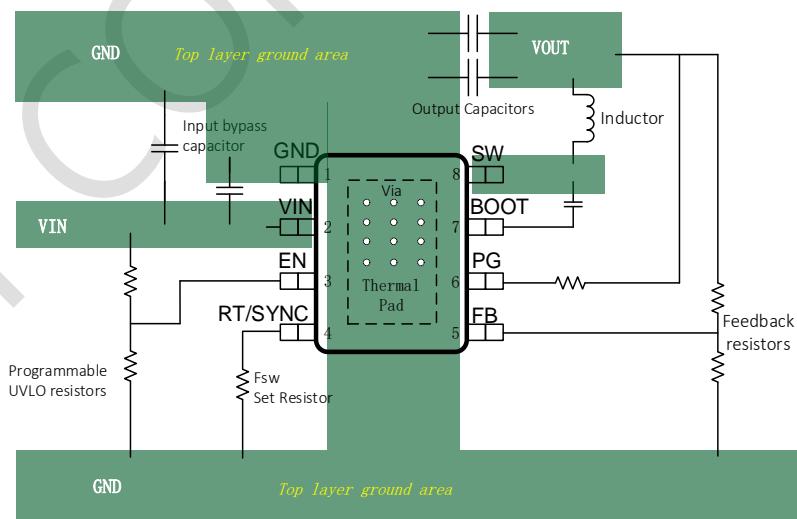 GND
Top layer ground area
VOUT
Output Capacitors
Inductor
Input bypass
capacitor
GND
1
8
SW
Via
VIN
VIN
2
7
BOOT
EN
3
6
PG
Thermal
Pad
RT/SYNC
4
5
FB
Feedback
resistors
Programmable
UVLO resistors
Fsw
Set Resistor
GND
Top layer ground area